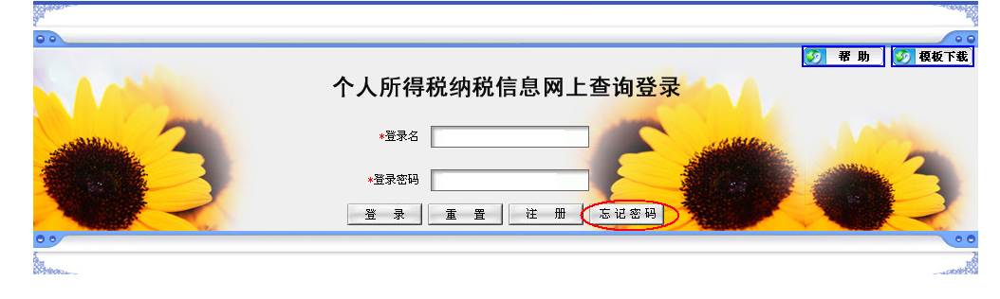 帮 助 模板下载
个人所得税纳税信息网上查询登录
*登录名
*登录密码
登 录 重 置 注 册 忘记密码